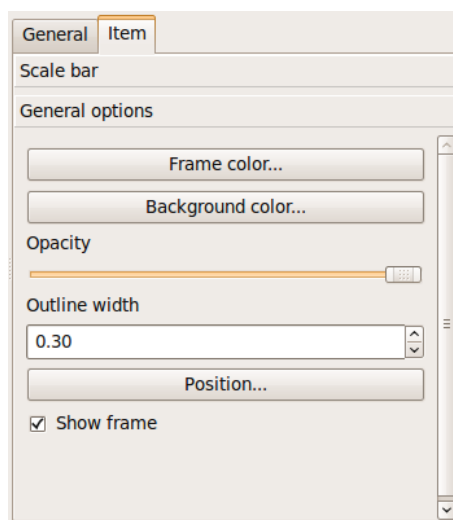 General Item
Scale bar
General options
Frame color...
Background color...
Opacity
Outline width
0.30
Position...
Show frame